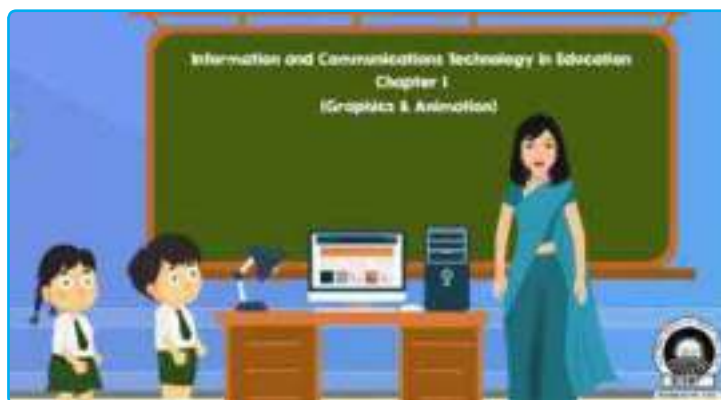 Information and Communications Technology in Education
Chapter 1
(Graphics & Animation)